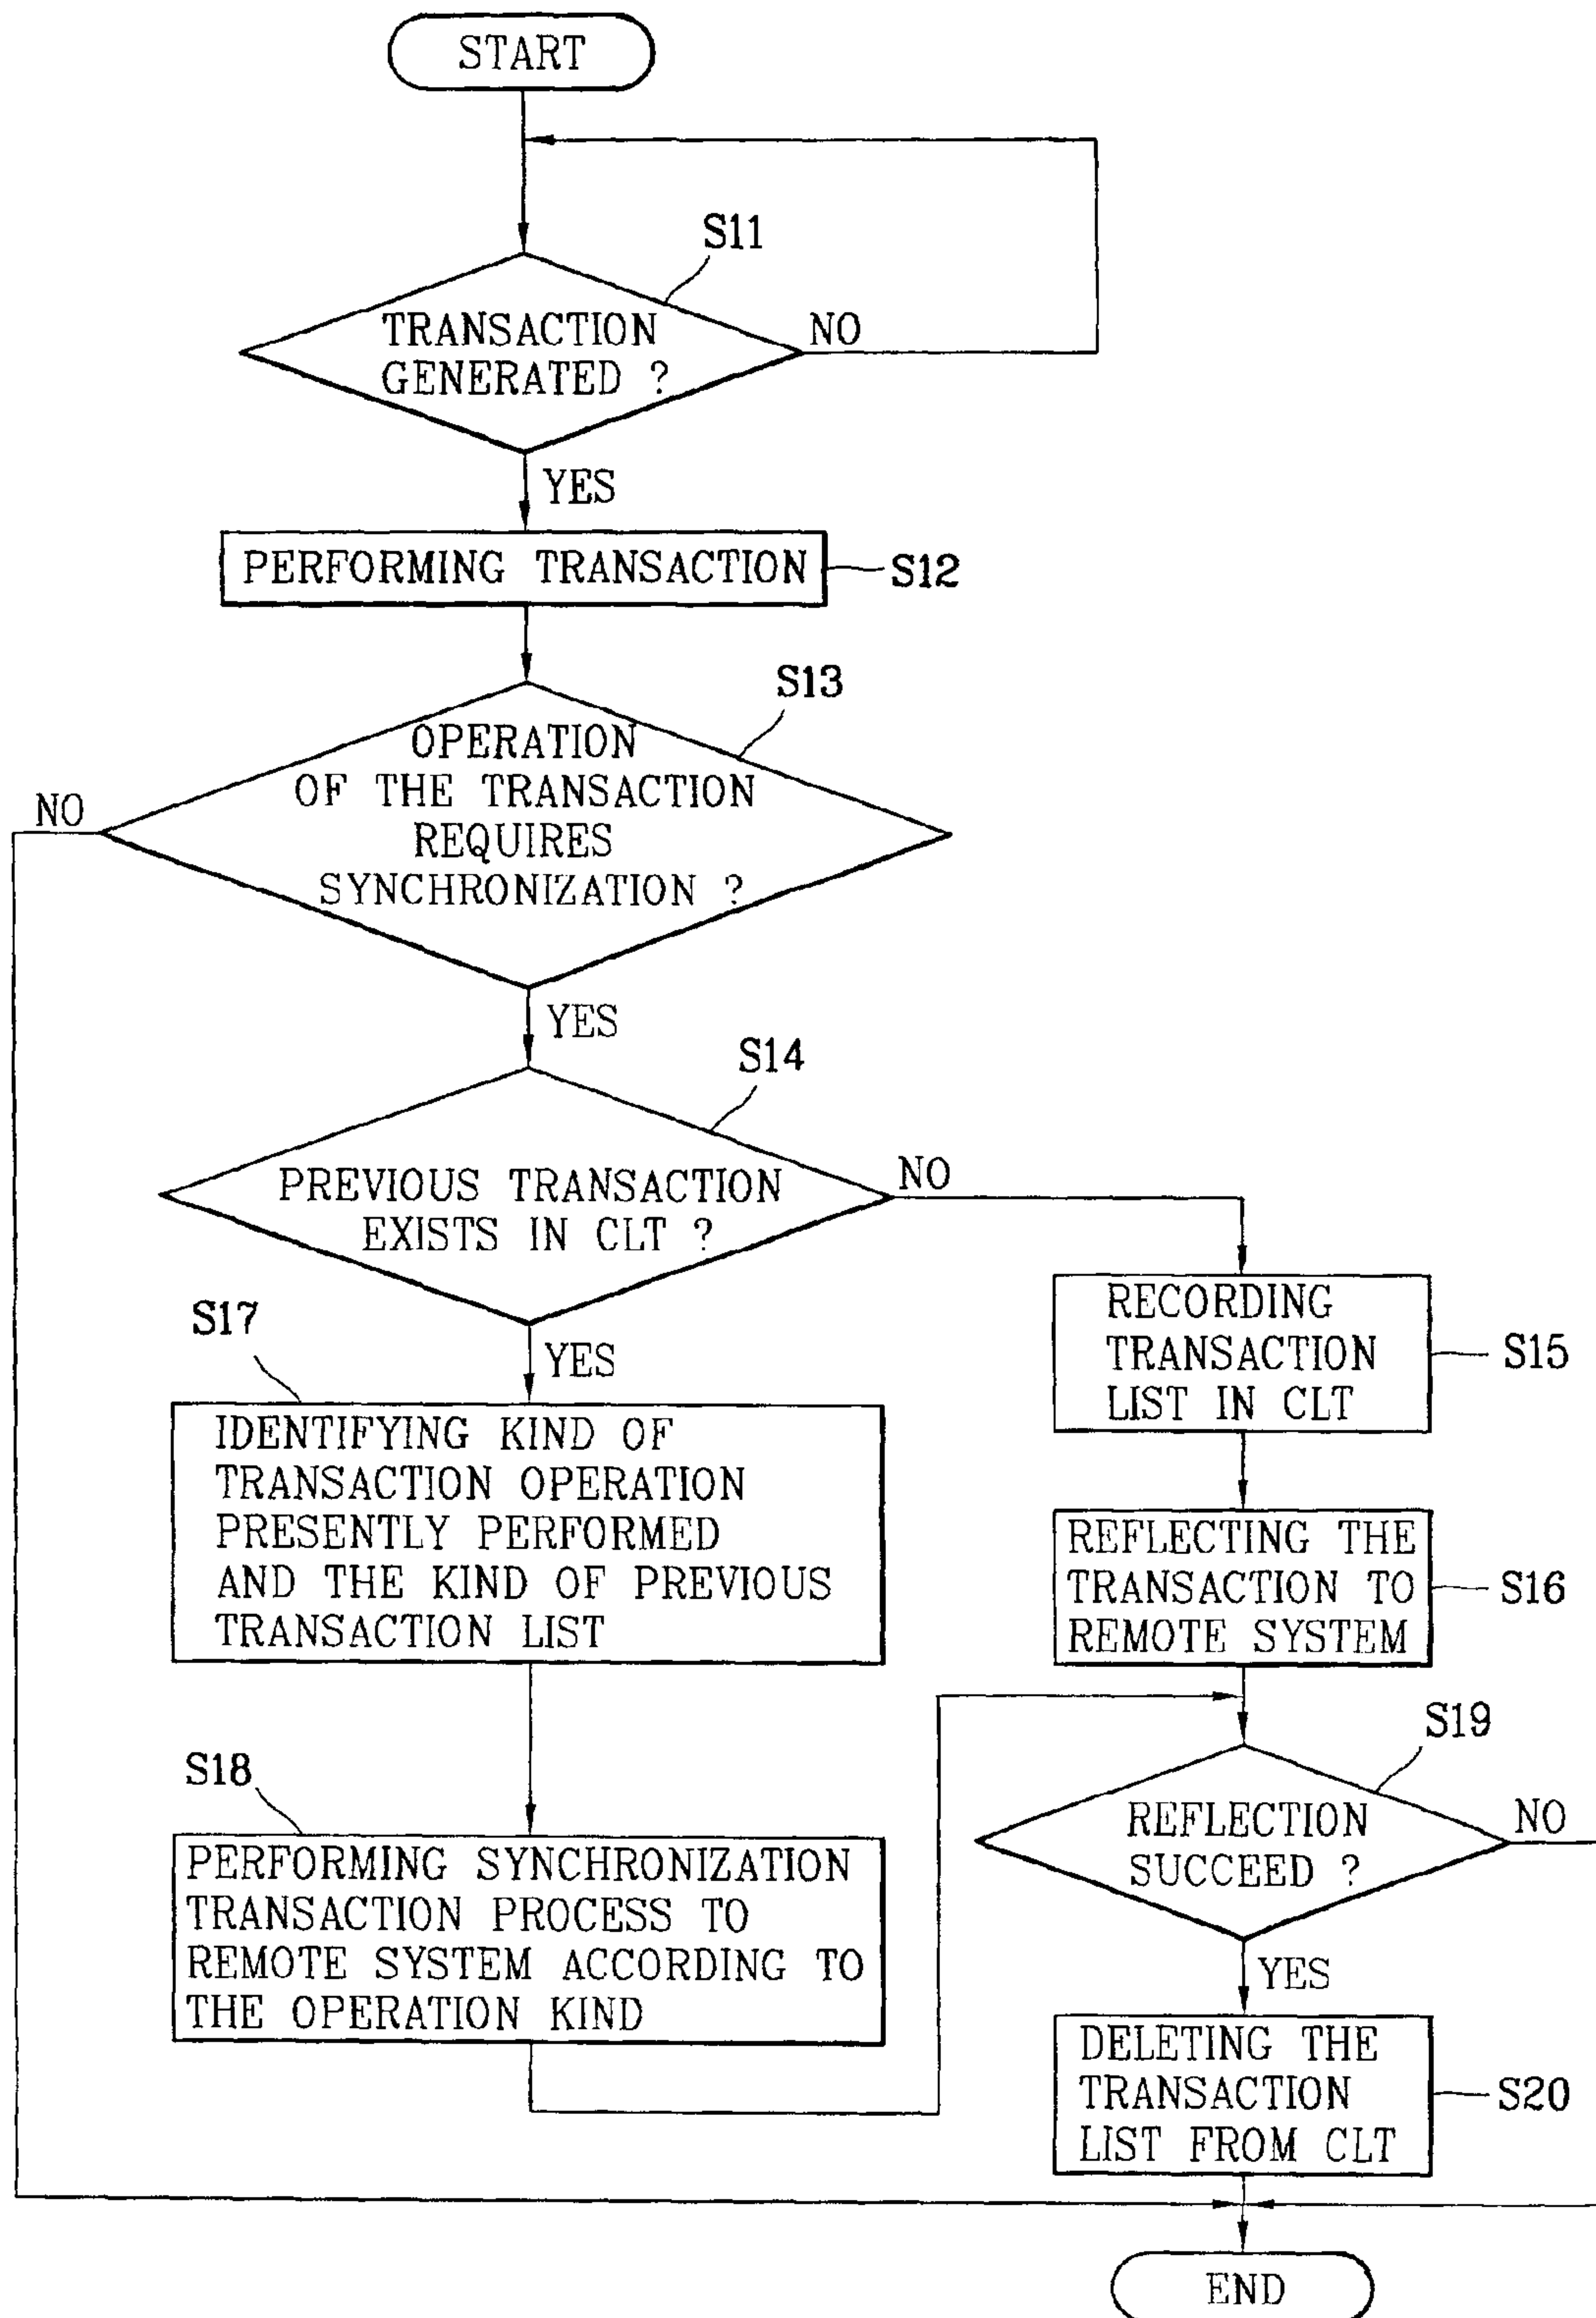 START
S11
TRANSACTION
GENERATED ?
NO
YES
PERFORMING TRANSACTION
S12
S13
OPERATION
OF THE TRANSACTION
REQUIRES
SYNCHRONIZATION ?
NO
YES
S14
PREVIOUS TRANSACTION
EXISTS IN CLT ?
NO
YES
RECORDING
TRANSACTION
LIST IN CLT
S15
REFLECTING THE
TRANSACTION TO
REMOTE SYSTEM
S16
S17
IDENTIFYING KIND OF
TRANSACTION OPERATION
PRESENTLY PERFORMED
AND THE KIND OF PREVIOUS
TRANSACTION LIST
S18
PERFORMING SYNCHRONIZATION
TRANSACTION PROCESS TO
REMOTE SYSTEM ACCORDING TO
THE OPERATION KIND
S19
REFLECTION
SUCCEED ?
NO
YES
DELETING THE
TRANSACTION
LIST FROM CLT
S20
END